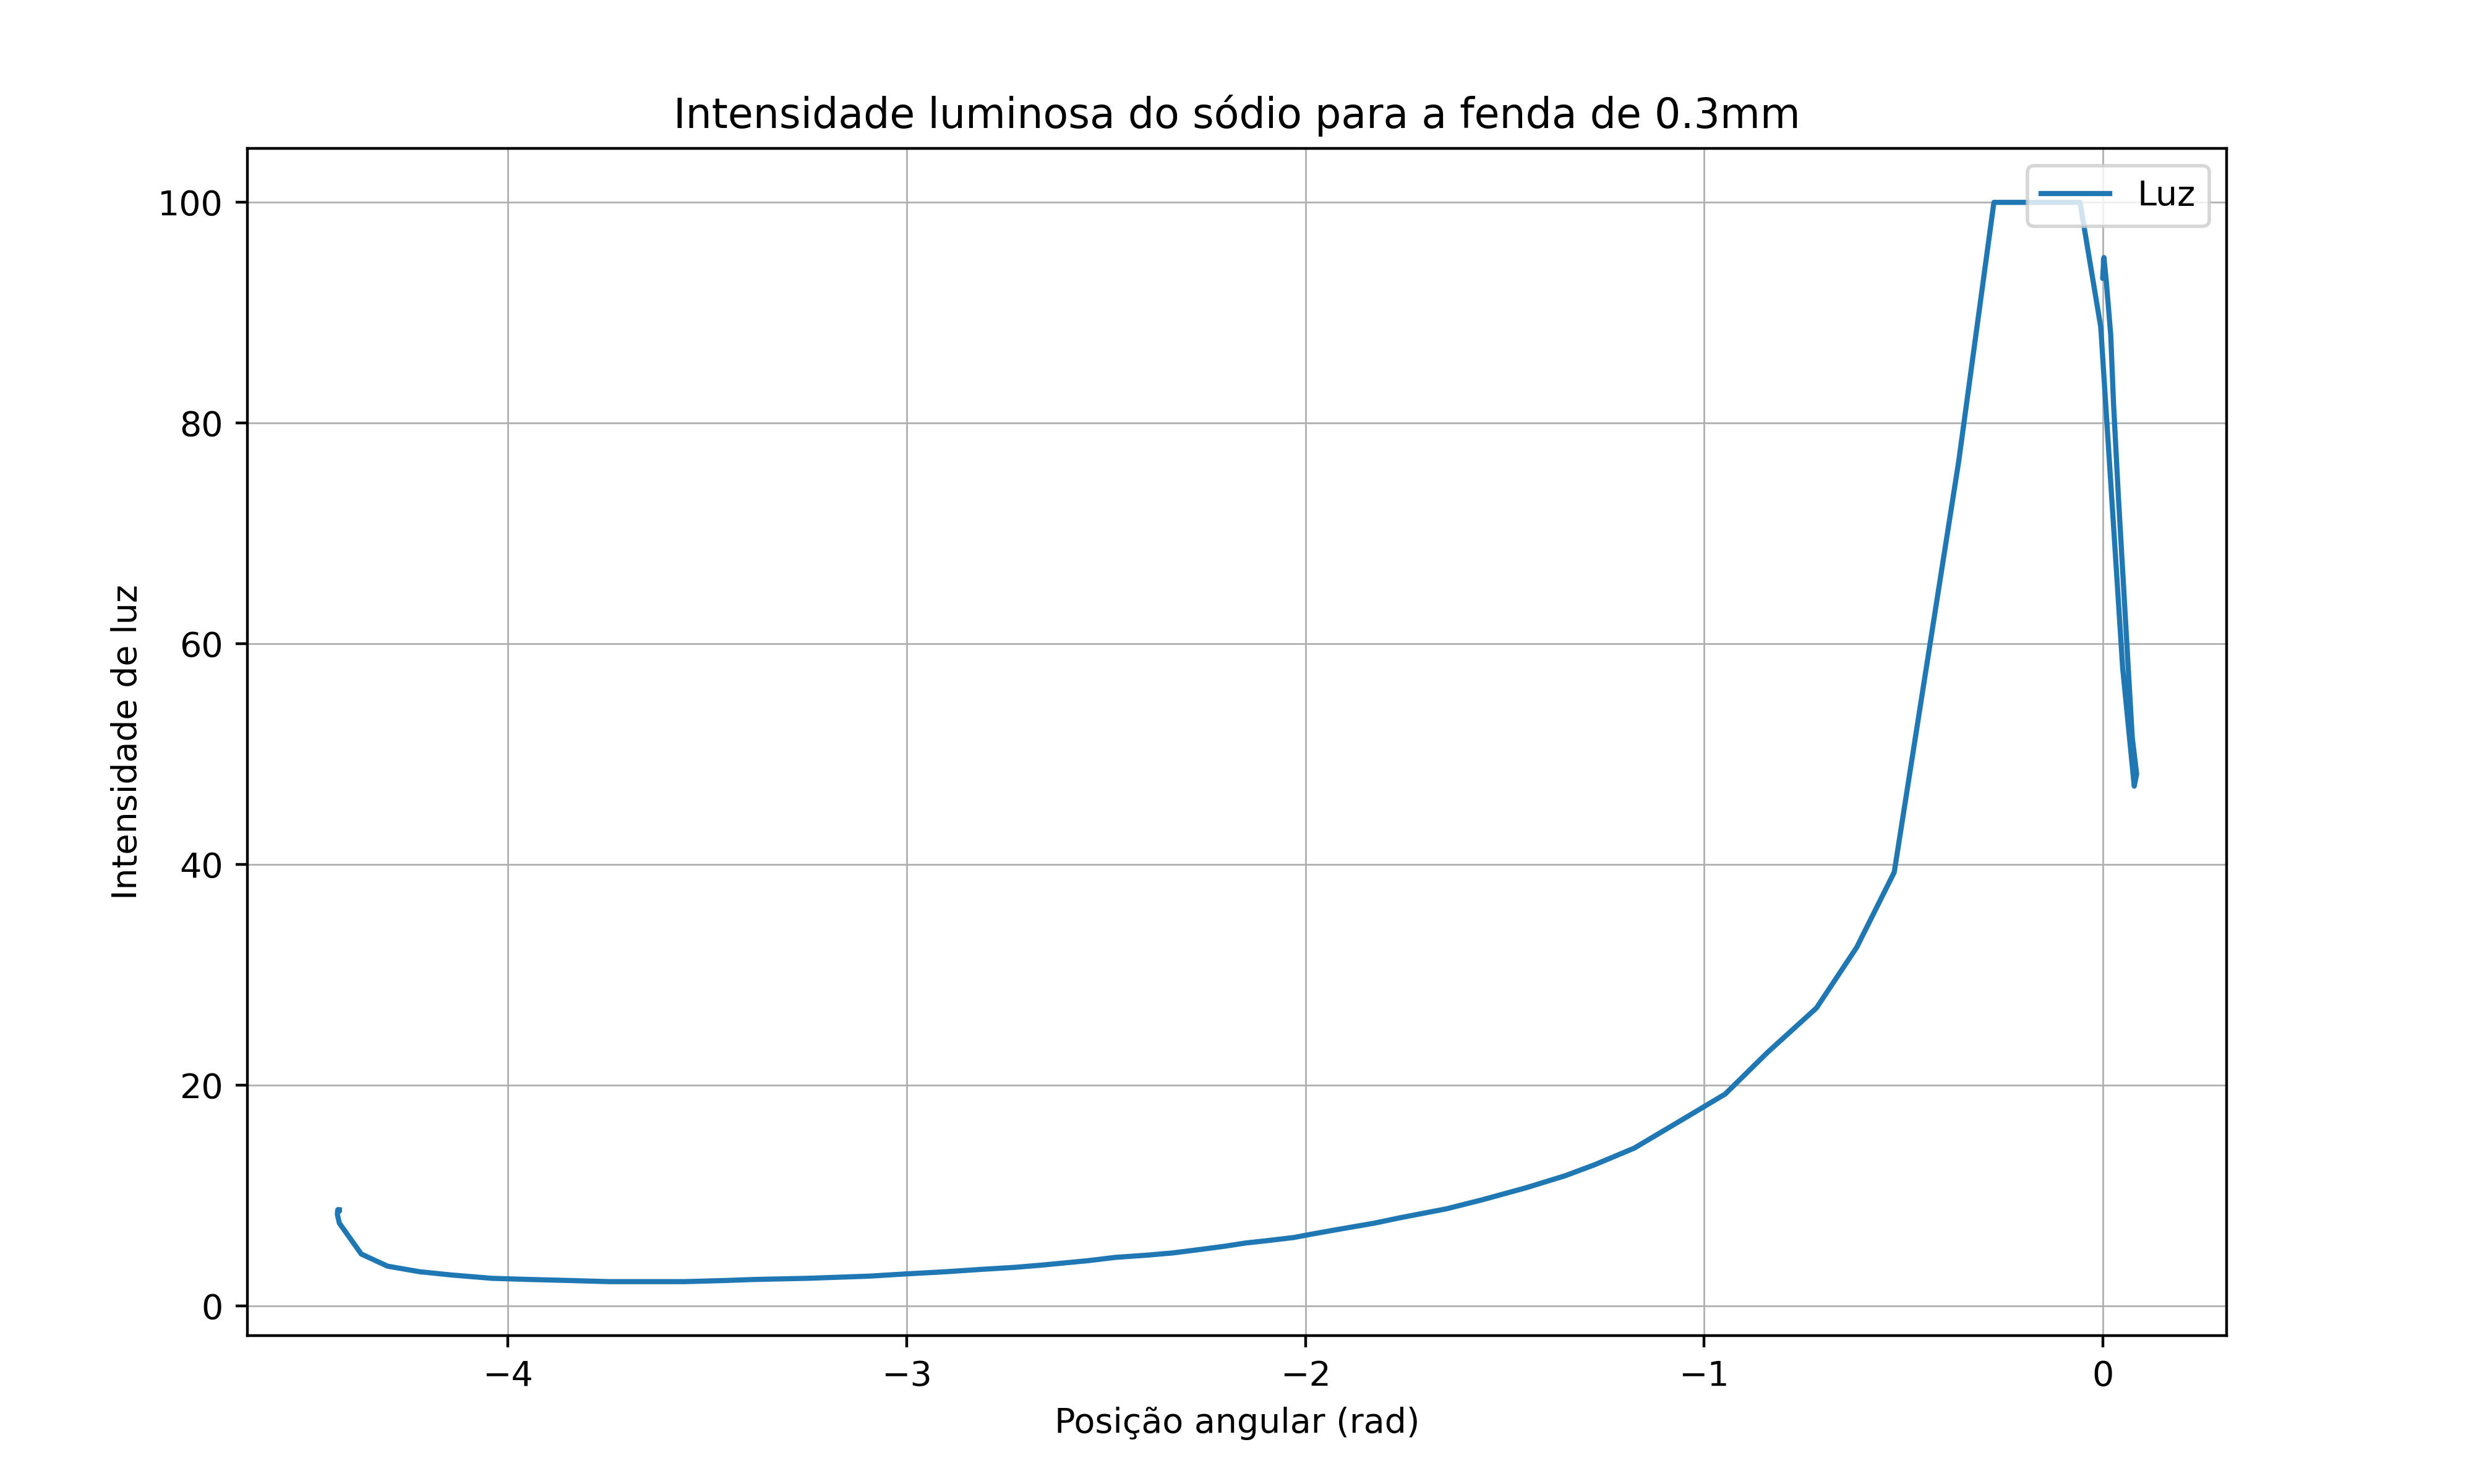 Intensidade luminosa do sódio para a fenda de 0.3mm
Luz
100
80
60
40
20
0
Intensidade de luz
−4 −3 −2 −1 0
Posição angular (rad)